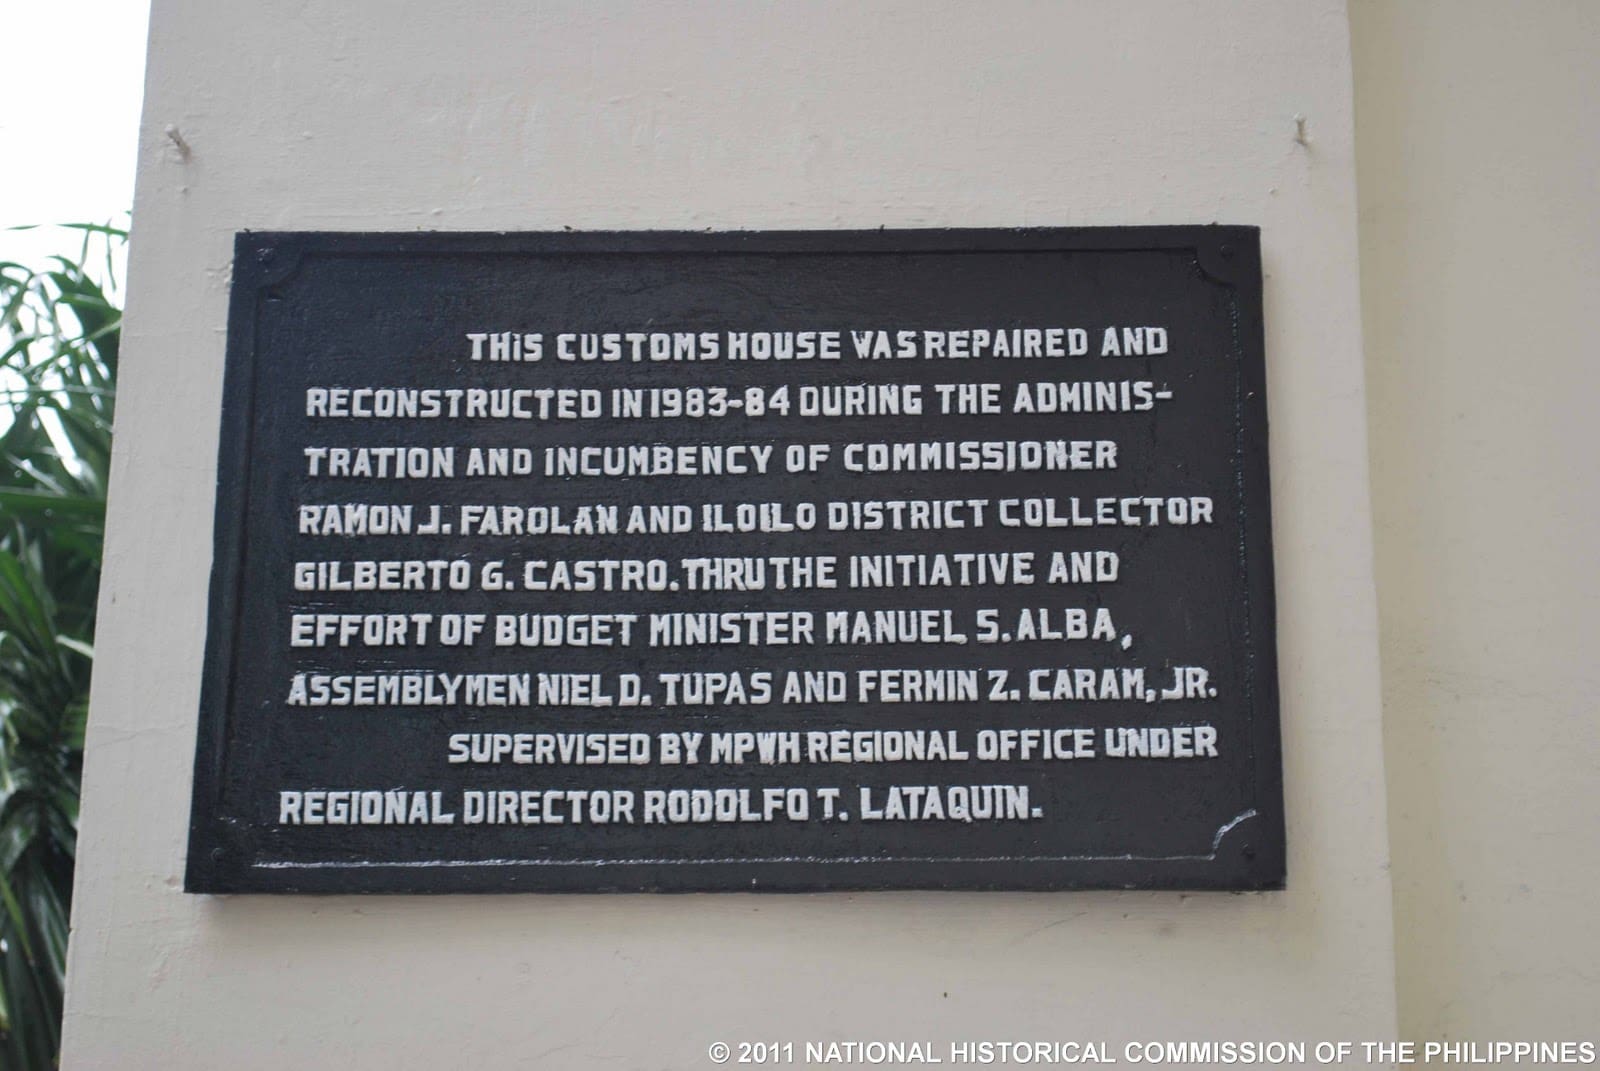 THIS CUSTOMS HOUSE WAS REPAIRED AND
RECONSTRUCTED IN 1983-84 DURING THE ADMINIS-
TRATION AND INCUMBENCY OF COMMISSIONER
RAMON J. FAROLAN AND ILOILO DISTRICT COLLECTOR
GILBERTO G. CASTRO. THRU THE INITIATIVE AND
EFFORT OF BUDGET MINISTER MANUEL S. ALBA,
ASSEMBLYMEN NIEL D. TUPAS AND FERMIN Z. CARAM, JR.
SUPERVISED BY MPWH REGIONAL OFFICE UNDER
REGIONAL DIRECTOR RODOLFO T. LATAQUIN.
© 2011 NATIONAL HISTORICAL COMMISSION OF THE PHILIPPINES